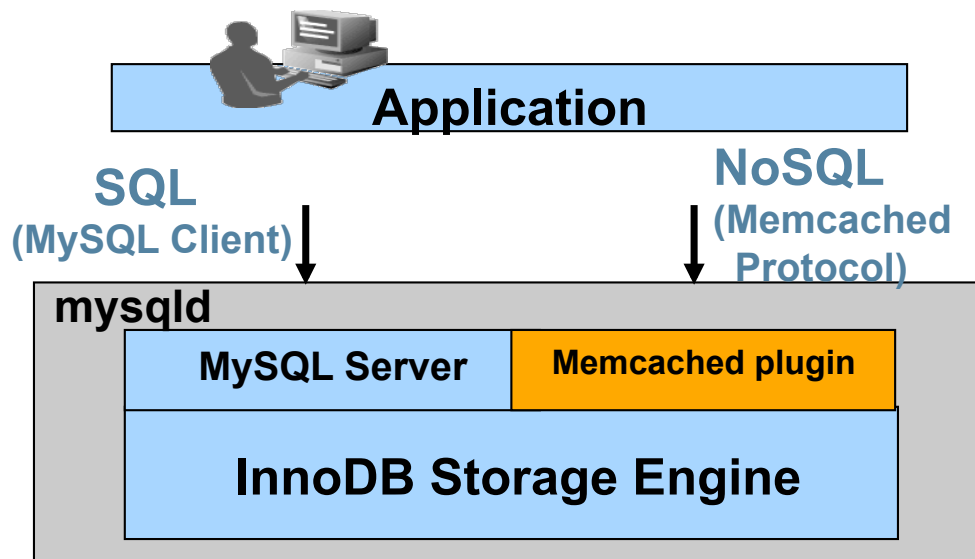 Application
SQL
(MySQL Client)
NoSQL
(Memcached
Protocol)
mysqld
MySQL Server
Memcached plugin
InnoDB Storage Engine